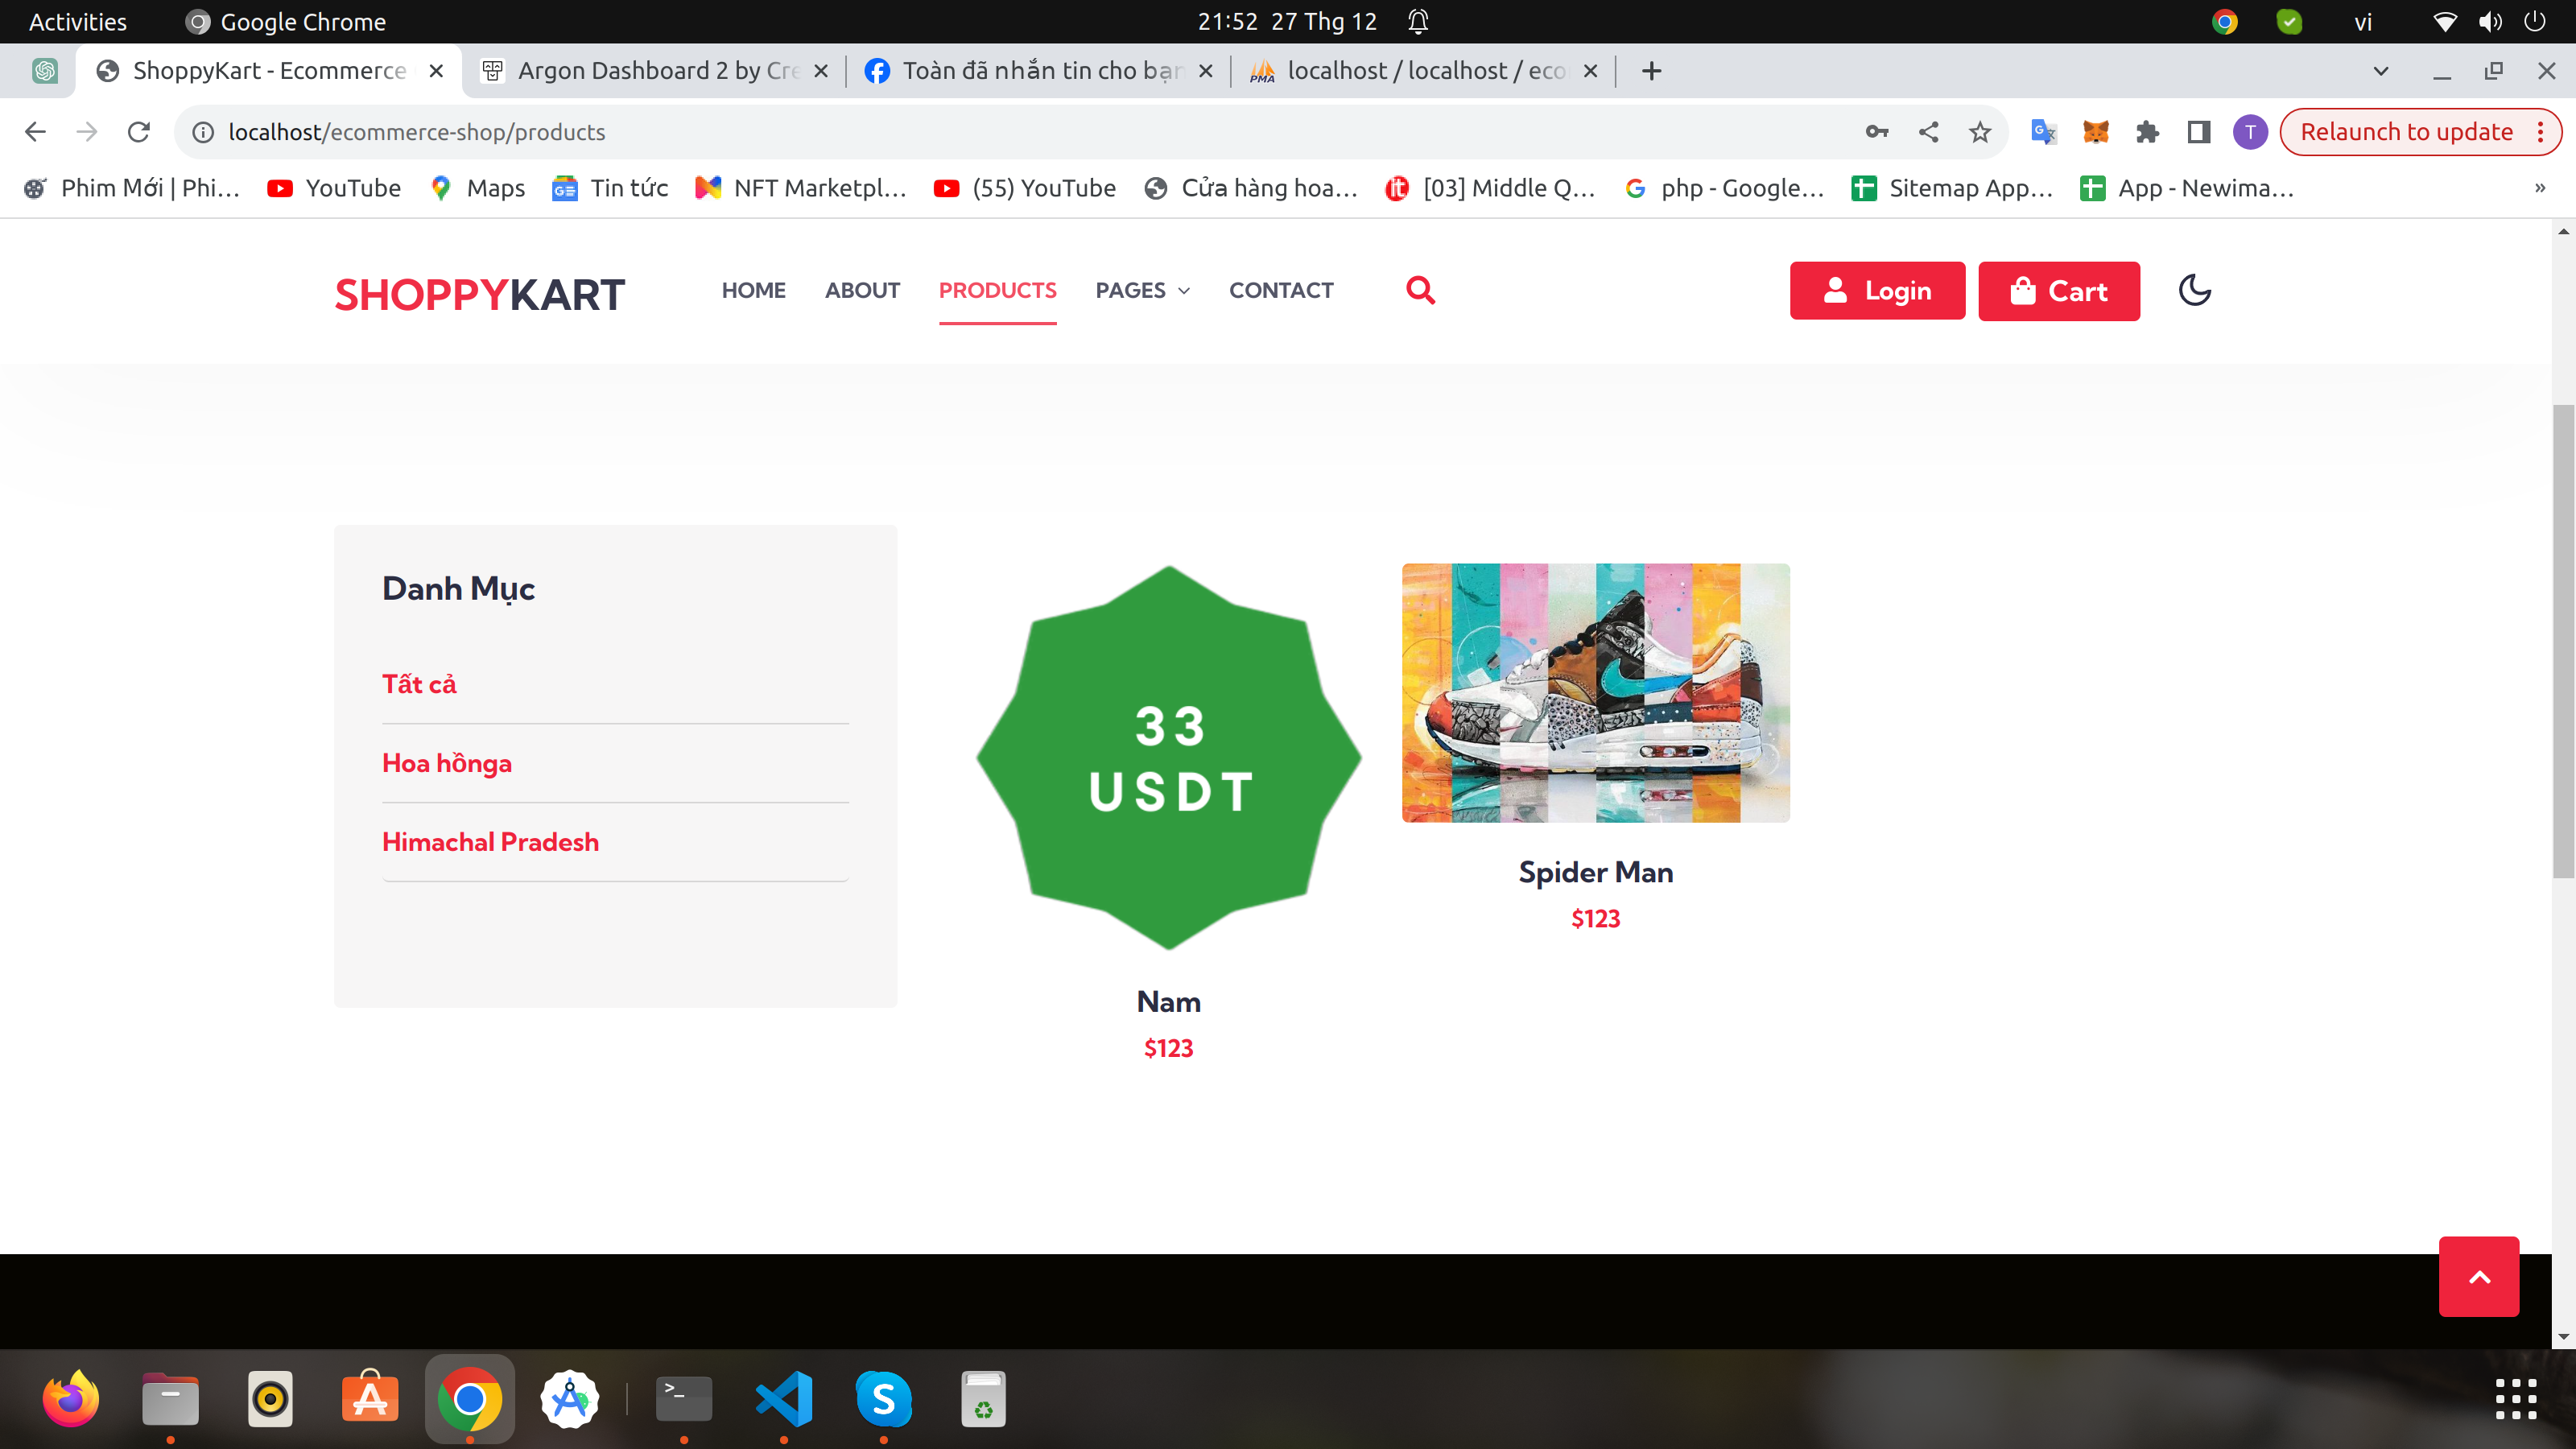 Activities
Google Chrome
21:52 27 Thg 12
vi
ShoppyKart - Ecommerce
Argon Dashboard 2 by Cre
Toàn đã nhắn tin cho bạn
localhost / localhost / eco
localhost/ecommerce-shop/products
T
Relaunch to update
Phim Mới | Phi...
YouTube
Maps
Tin tức
NFT Marketpl...
(55) YouTube
Cửa hàng hoa...
[03] Middle Q...
php - Google...
Sitemap App...
App - Newima...
»
SHOPPYKART
HOME
ABOUT
PRODUCTS
PAGES
CONTACT
Login
Cart
Danh Mục
Tất cả
Hoa hồnga
Himachal Pradesh
33
USDT
Nam
$123
Spider Man
$123